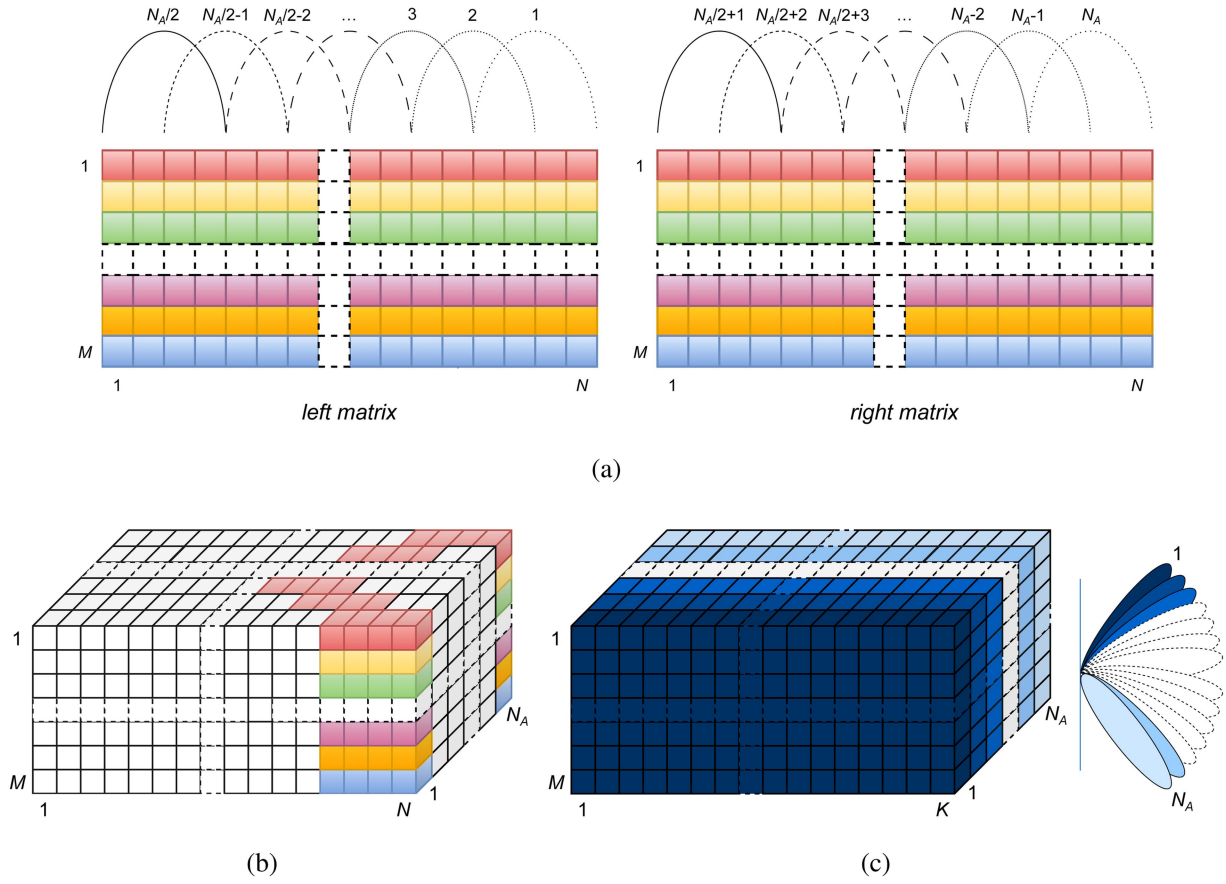 N_A/2 N_A/2-1 N_A/2-2 ... 3 2 1 N_A/2+1 N_A/2+2 N_A/2+3 ... N_A-2 N_A-1 N_A
1 1
M M
1 N 1 N
left matrix right matrix
(a)
1
1 1
N_A N_A
N_A
M 1 M 1
1 N 1 K
(b) (c)